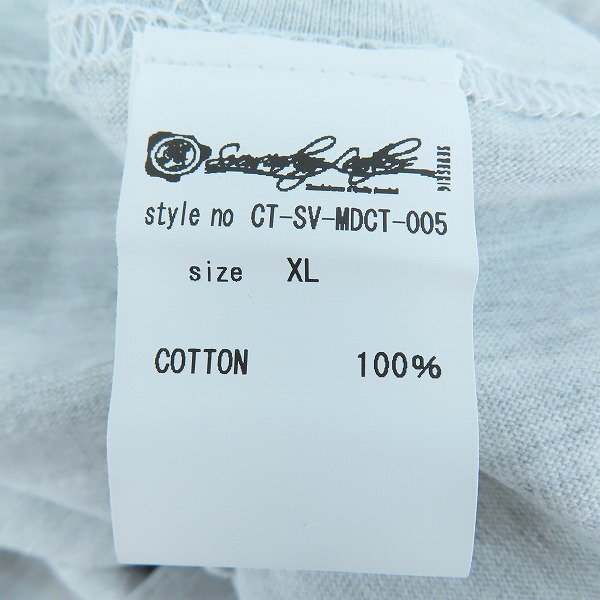 style no CT-SV-MDCT-005
size XL
COTTON 100%